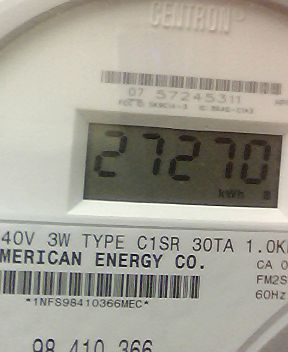 CENTRON®
07 57245311
27270
kWh
40V 3W TYPE C1SR 30TA 1.0K
MERICAN ENERGY CO.
CA 0
FM2S
60Hz
*1NFS98410366MEC*
98 410 366